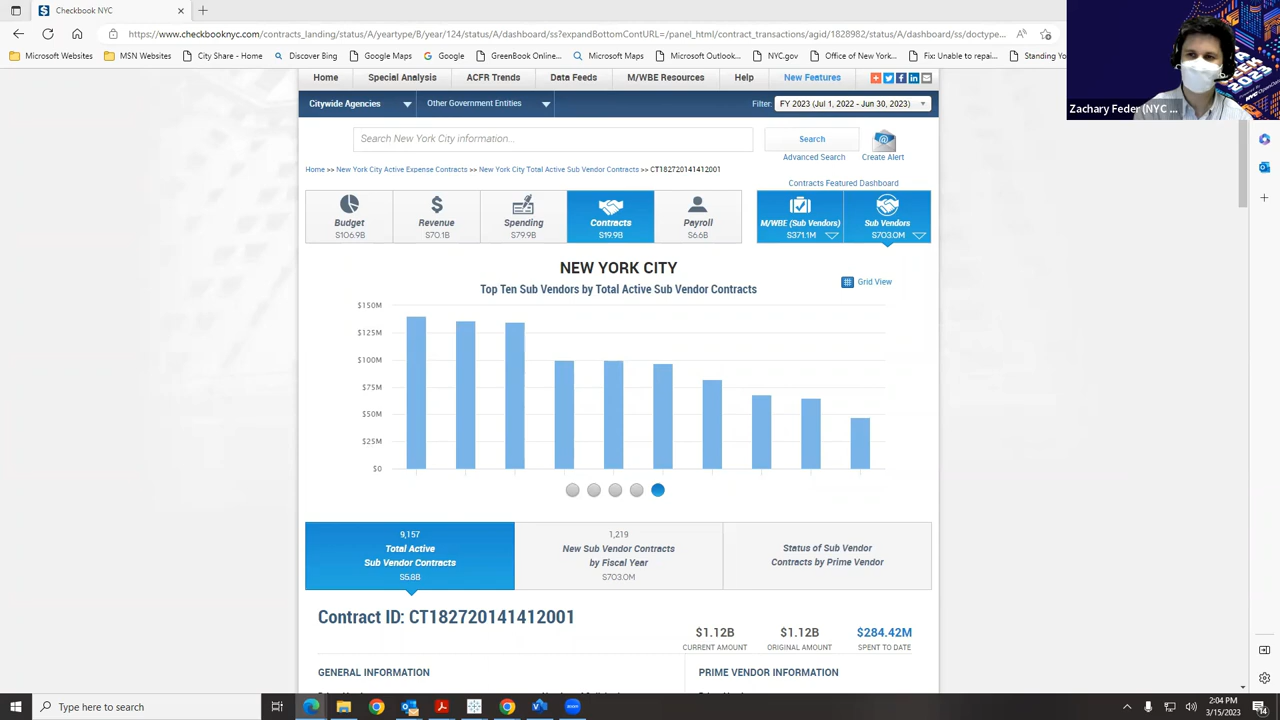 Checkbook NYC
https://www.checkbooknyc.com/contracts_landing/status/A/yeartype/B/year/124/status/A/dashboard/ss?expandBottomContURL=/panel_html/contract_transactions/agid/1828982/status/A/dashboard/ss/doctype...
Microsoft Websites
MSN Websites
City Share - Home
Discover Bing
Google Maps
Google
Microsoft Maps
Microsoft Outlook...
GreenBook Online...
NYC.gov
Office of New York...
Fix: Unable to repai...
Standing Yo
Zachary Feder (NYC ...
Home
Special Analysis
ACFR Trends
Data Feeds
M/WBE Resources
Help
New Features
Citywide Agencies
Other Government Entities
Filter: FY 2023 (Jul 1, 2022 - Jun 30, 2023)
Search New York City information...
Search
Advanced Search
Create Alert
Home >> New York City Active Expense Contracts >> New York City Total Active Sub Vendor Contracts >> CT182720141412001
Contracts Featured Dashboard
Budget
$106.9B
Revenue
$70.1B
Spending
$79.9B
Contracts
$19.9B
Payroll
$6.6B
M/WBE (Sub Vendors)
$371.1M
Sub Vendors
$703.0M
NEW YORK CITY
Top Ten Sub Vendors by Total Active Sub Vendor Contracts
Grid View
$150M
$125M
$100M
$75M
$50M
$25M
$0
9,157
Total Active
Sub Vendor Contracts
$5.8B
1,219
New Sub Vendor Contracts
by Fiscal Year
$703.0M
Status of Sub Vendor
Contracts by Prime Vendor
Contract ID: CT182720141412001
$1.12B
CURRENT AMOUNT
$1.12B
ORIGINAL AMOUNT
$284.42M
SPENT TO DATE
GENERAL INFORMATION
PRIME VENDOR INFORMATION
Type here to search
2:04 PM
3/15/2023
14